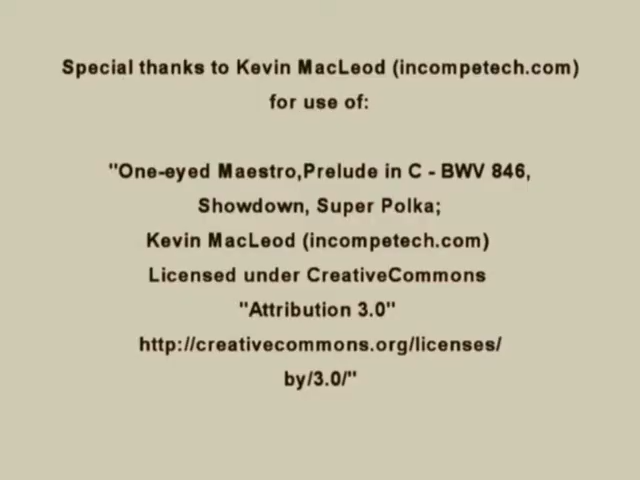 Special thanks to Kevin MacLeod (incompetech.com)
for use of:
"One-eyed Maestro,Prelude in C - BWV 846,
Showdown, Super Polka;
Kevin MacLeod (incompetech.com)
Licensed under CreativeCommons
"Attribution 3.0"
http://creativecommons.org/licenses/
by/3.0/"